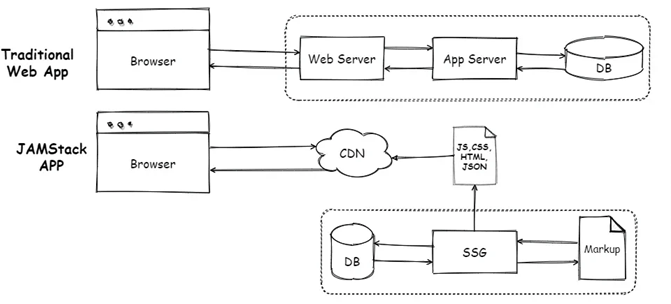 Traditional
Web App
Browser
Web Server
App Server
DB
JAMStack
APP
Browser
CDN
JS,CSS,
HTML,
JSON
DB
SSG
Markup